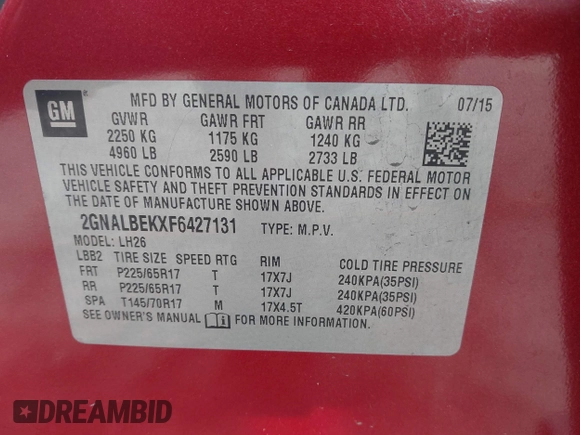 GM ®
MFD BY GENERAL MOTORS OF CANADA LTD. 07/15
GVWR GAWR FRT GAWR RR
2250 KG 1175 KG 1240 KG
4960 LB 2590 LB 2733 LB
THIS VEHICLE CONFORMS TO ALL APPLICABLE U.S. FEDERAL MOTOR
VEHICLE SAFETY AND THEFT PREVENTION STANDARDS IN EFFECT ON
THE DATE OF MANUFACTURE SHOWN ABOVE.
2GNALBEKXF6427131 TYPE: M.P.V.
MODEL: LH26
LBB2 TIRE SIZE SPEED RTG RIM COLD TIRE PRESSURE
FRT P225/65R17 T 17X7J 240KPA(35PSI)
RR P225/65R17 T 17X7J 240KPA(35PSI)
SPA T145/70R17 M 17X4.5T 420KPA(60PSI)
SEE OWNER'S MANUAL FOR MORE INFORMATION.
DREAMBID